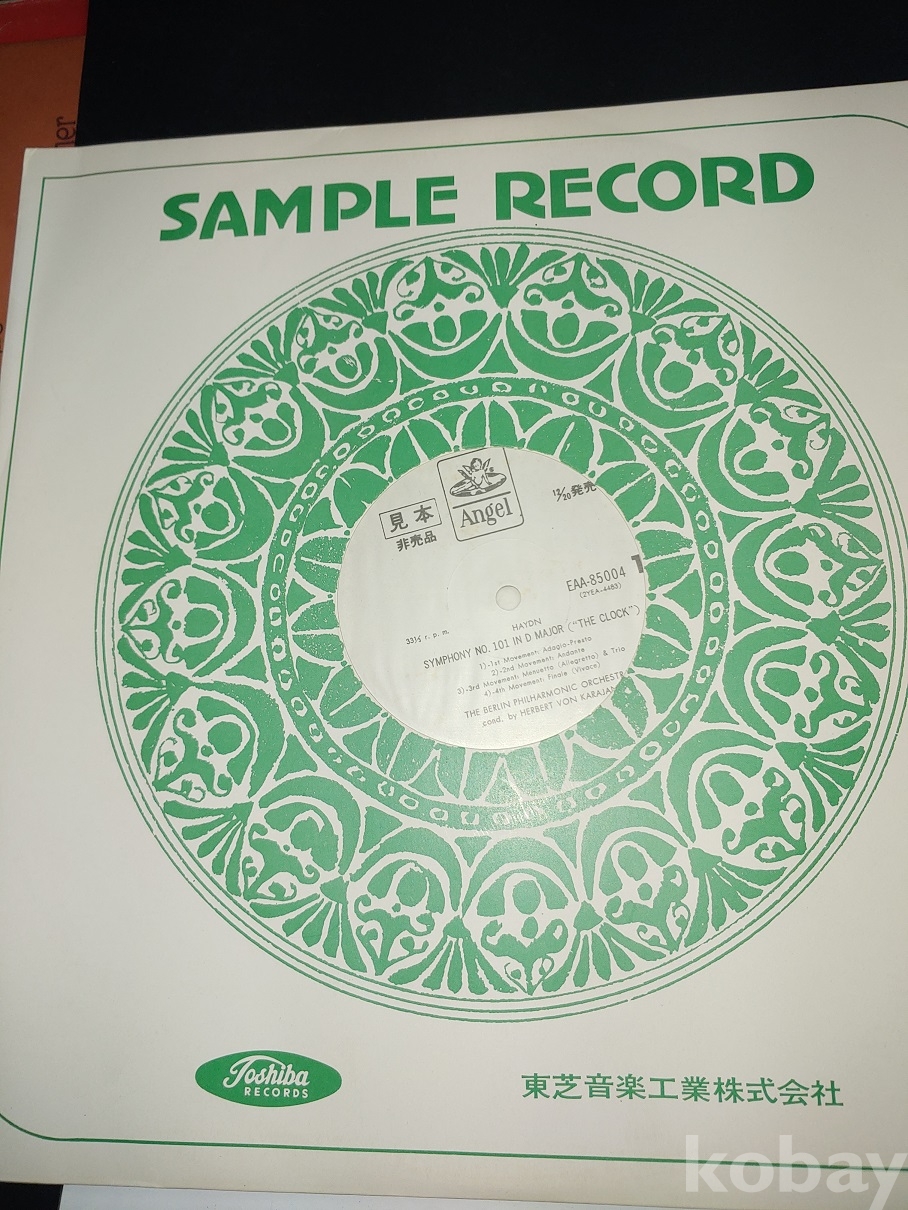 SAMPLE RECORD
Angel
見本
非売品
12/20発売
EAA-85004
1
(2YEA-4483)
33⅓ r. p. m.
HAYDN
SYMPHONY NO. 101 IN D MAJOR ("THE CLOCK")
1)-1st Movement: Adagio-Presto
2)-2nd Movement: Andante
3)-3rd Movement: Menuetto (Allegretto) & Trio
4)-4th Movement: Finale (Vivace)
THE BERLIN PHILHARMONIC ORCHESTR
cond. by HERBERT VON KARAJAN
Toshiba
RECORDS
東芝音楽工業株式会社
kobay